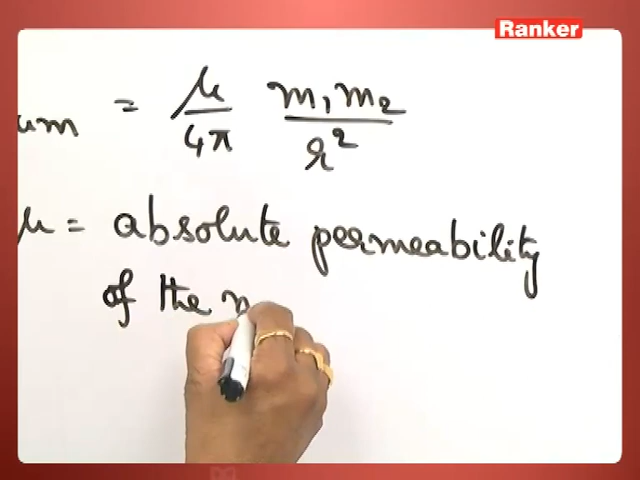 Ranker
um = μ/4π m₁m₂/r²
μ = absolute permeability
of the